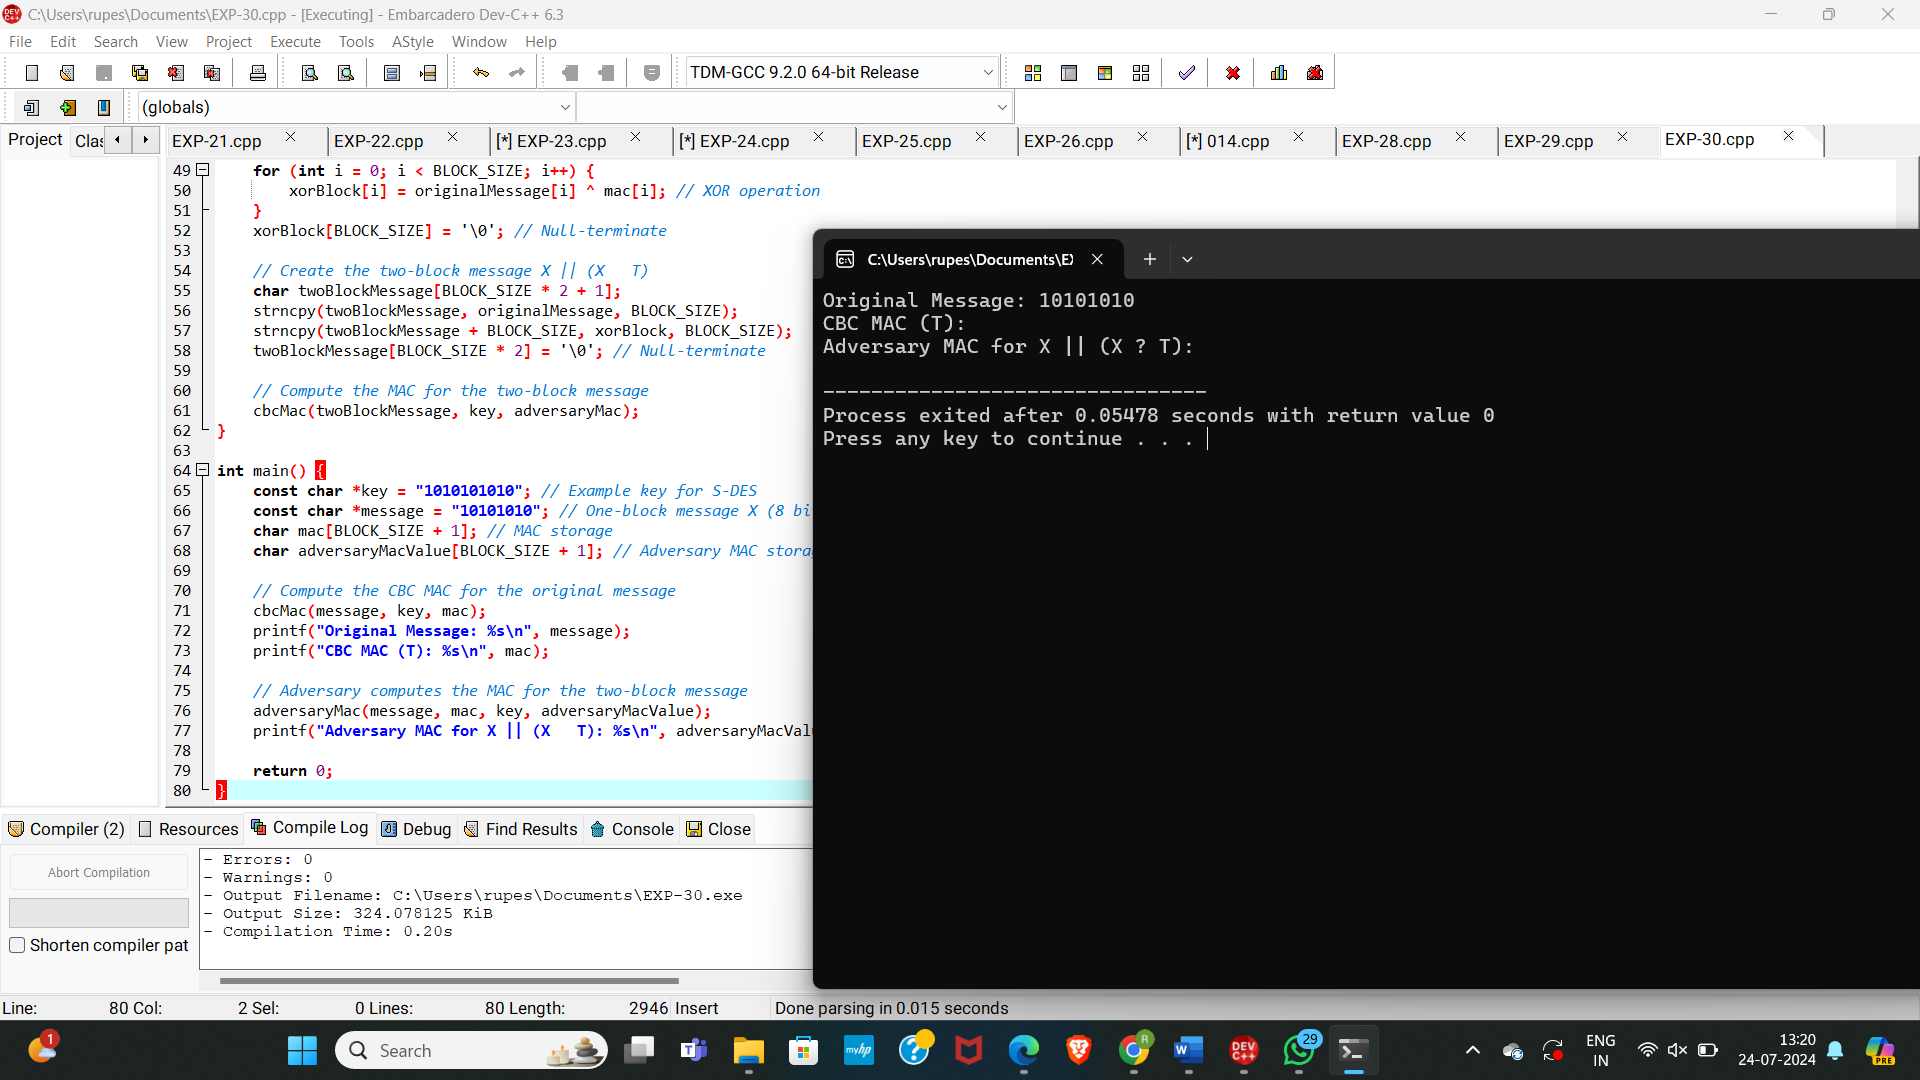 C:\Users\rupes\Documents\EXP-30.cpp - [Executing] - Embarcadero Dev-C++ 6.3
File Edit Search View Project Execute Tools AStyle Window Help
TDM-GCC 9.2.0 64-bit Release
(globals)
Project Clas EXP-21.cpp EXP-22.cpp [*] EXP-23.cpp [*] EXP-24.cpp EXP-25.cpp EXP-26.cpp [*] 014.cpp EXP-28.cpp EXP-29.cpp EXP-30.cpp
49 for (int i = 0; i < BLOCK_SIZE; i++) {
50 xorBlock[i] = originalMessage[i] ^ mac[i]; // XOR operation
51 }
52 xorBlock[BLOCK_SIZE] = '\0'; // Null-terminate
53
54 // Create the two-block message X || (X   T)
55 char twoBlockMessage[BLOCK_SIZE * 2 + 1];
56 strncpy(twoBlockMessage, originalMessage, BLOCK_SIZE);
57 strncpy(twoBlockMessage + BLOCK_SIZE, xorBlock, BLOCK_SIZE);
58 twoBlockMessage[BLOCK_SIZE * 2] = '\0'; // Null-terminate
59
60 // Compute the MAC for the two-block message
61 cbcMac(twoBlockMessage, key, adversaryMac);
62 }
63
64 int main() {
65 const char *key = "1010101010"; // Example key for S-DES
66 const char *message = "10101010"; // One-block message X (8 bi
67 char mac[BLOCK_SIZE + 1]; // MAC storage
68 char adversaryMacValue[BLOCK_SIZE + 1]; // Adversary MAC stora
69
70 // Compute the CBC MAC for the original message
71 cbcMac(message, key, mac);
72 printf("Original Message: %s\n", message);
73 printf("CBC MAC (T): %s\n", mac);
74
75 // Adversary computes the MAC for the two-block message
76 adversaryMac(message, mac, key, adversaryMacValue);
77 printf("Adversary MAC for X || (X   T): %s\n", adversaryMacVal
78
79 return 0;
80 }
C:\Users\rupes\Documents\E)
Original Message: 10101010
CBC MAC (T):
Adversary MAC for X || (X ? T):
--------------------------------
Process exited after 0.05478 seconds with return value 0
Press any key to continue . . .
Compiler (2) Resources Compile Log Debug Find Results Console Close
Abort Compilation
Shorten compiler pat
- Errors: 0
- Warnings: 0
- Output Filename: C:\Users\rupes\Documents\EXP-30.exe
- Output Size: 324.078125 KiB
- Compilation Time: 0.20s
Line: 80 Col: 2 Sel: 0 Lines: 80 Length: 2946 Insert Done parsing in 0.015 seconds
1
Search
myhp
R
DEV C++
29
ENG
IN
13:20
24-07-2024
PRE